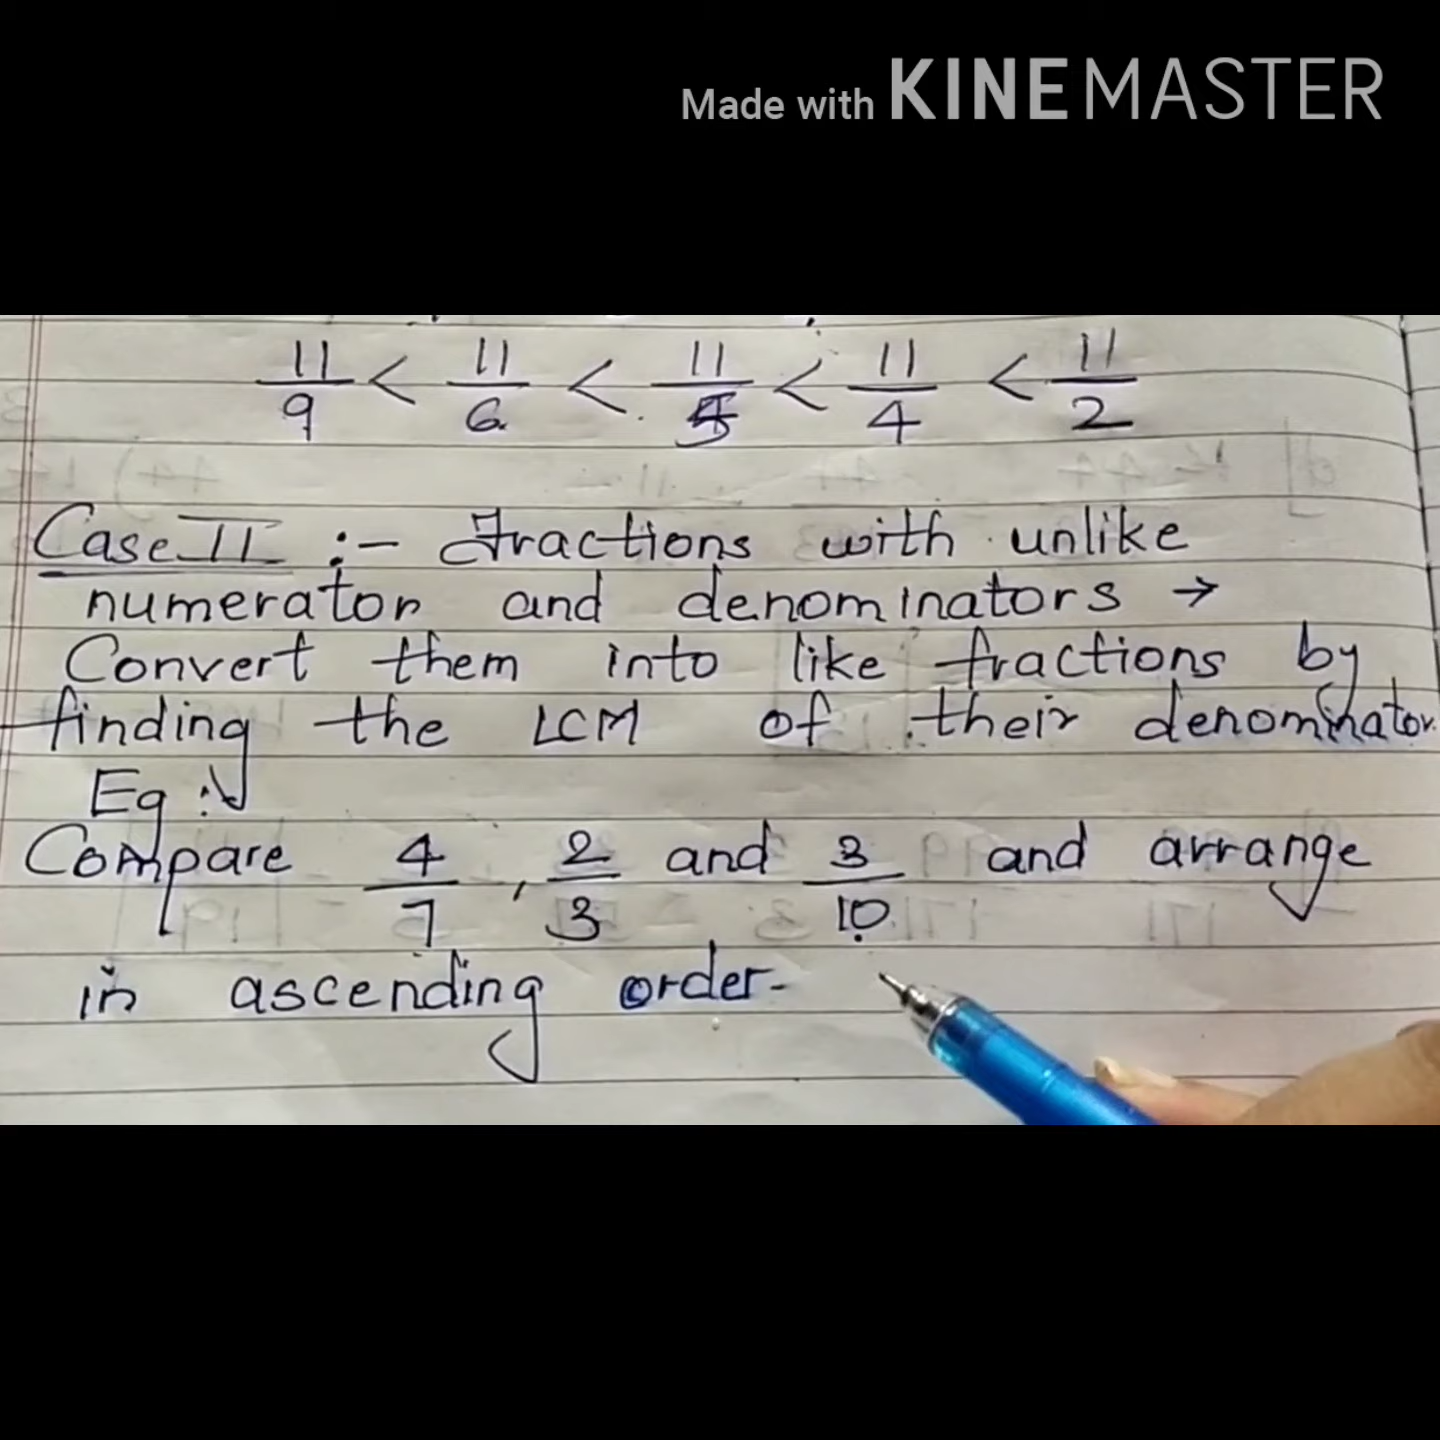 Made with KINEMASTER
11/9 < 11/6 < 11/5 < 11/4 < 11/2
Case II :- Fractions with unlike
numerator and denominators →
Convert them into like fractions by
finding the LCM of their denominator.
Eg :
Compare 4/7, 2/3 and 3/10 and arrange
in ascending order-